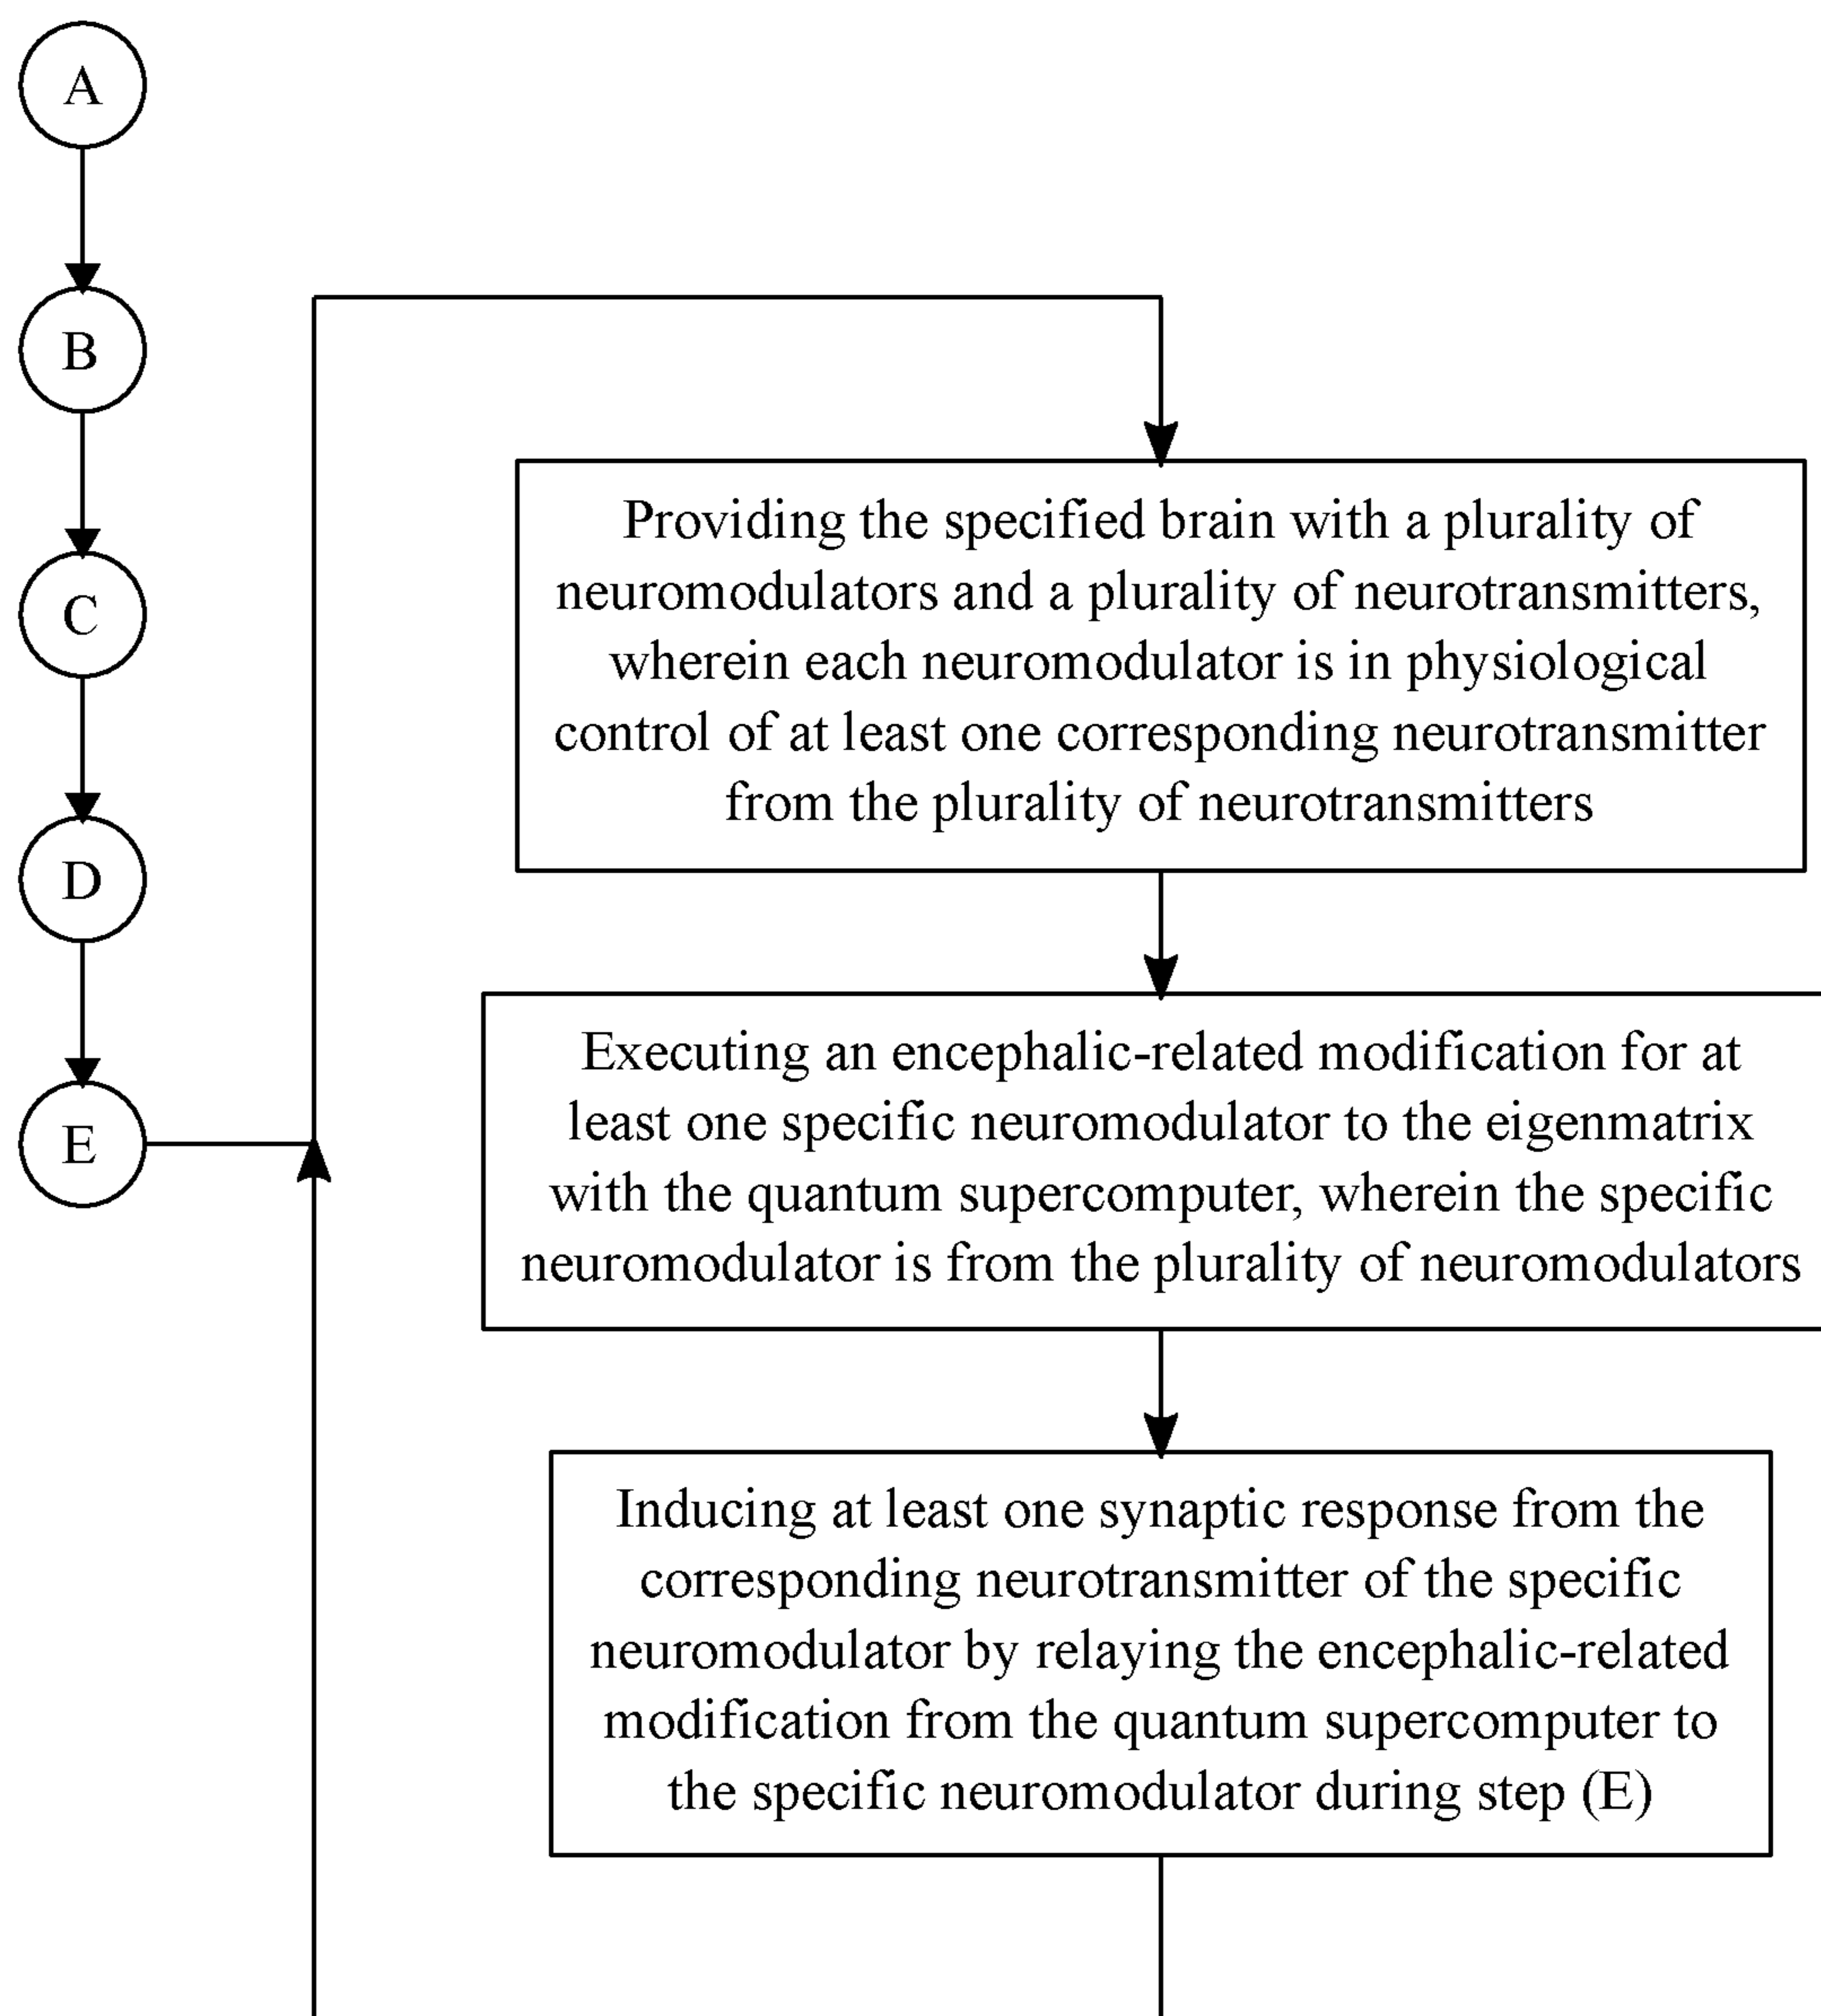 A
B
C
D
E
Providing the specified brain with a plurality of
neuromodulators and a plurality of neurotransmitters,
wherein each neuromodulator is in physiological
control of at least one corresponding neurotransmitter
from the plurality of neurotransmitters
Executing an encephalic-related modification for at
least one specific neuromodulator to the eigenmatrix
with the quantum supercomputer, wherein the specific
neuromodulator is from the plurality of neuromodulators
Inducing at least one synaptic response from the
corresponding neurotransmitter of the specific
neuromodulator by relaying the encephalic-related
modification from the quantum supercomputer to
the specific neuromodulator during step (E)